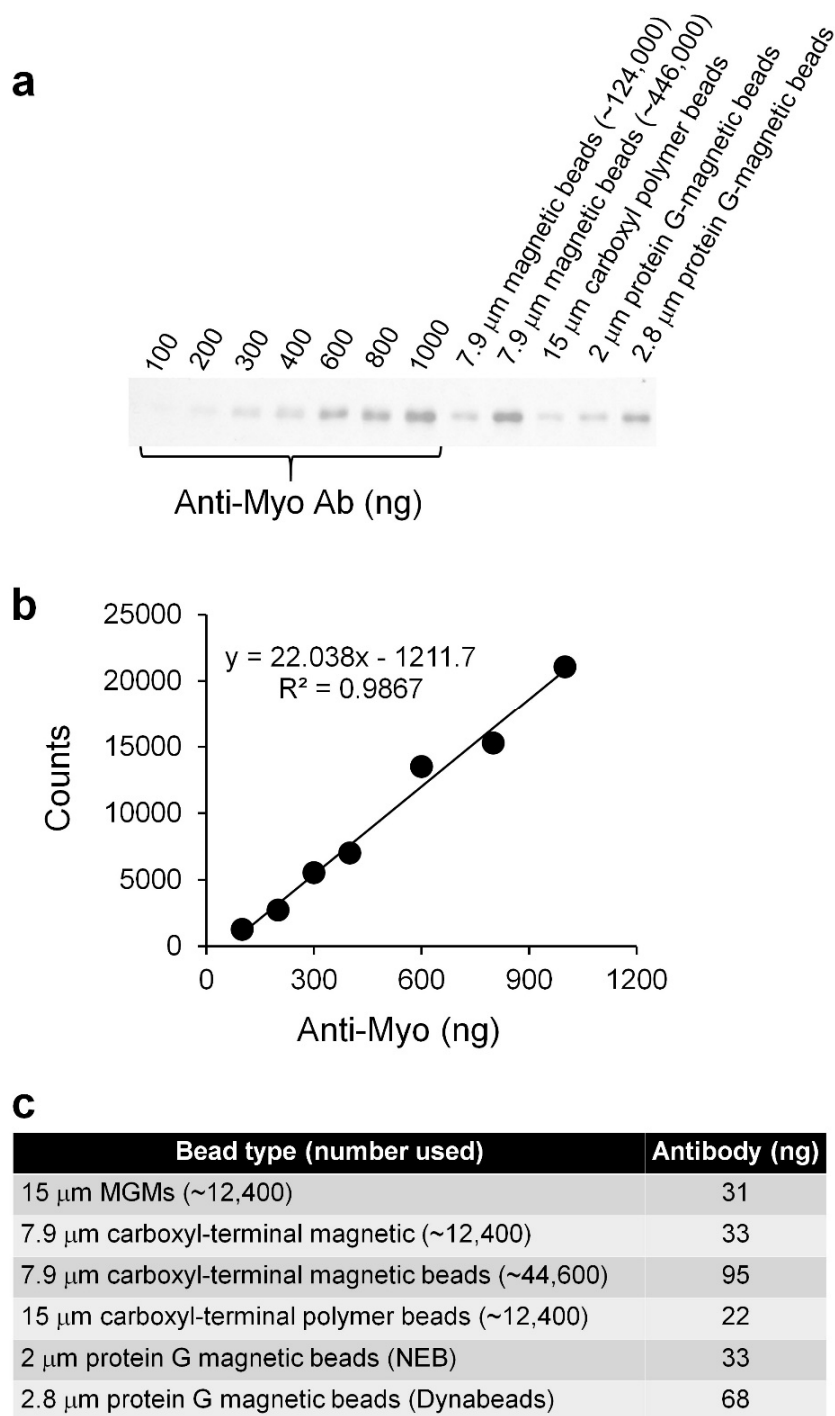 a
100
200
300
400
600
800
1000
7.9 μm magnetic beads (~124,000)
7.9 μm magnetic beads (~446,000)
15 μm carboxyl polymer beads
2 μm protein G-magnetic beads
2.8 μm protein G-magnetic beads
Anti-Myo Ab (ng)
b
25000
20000
15000
10000
5000
0
y = 22.038x - 1211.7
R² = 0.9867
Counts
0 300 600 900 1200
Anti-Myo (ng)
c
Bead type (number used) Antibody (ng)
15 μm MGMs (~12,400) 31
7.9 μm carboxyl-terminal magnetic (~12,400) 33
7.9 μm carboxyl-terminal magnetic beads (~44,600) 95
15 μm carboxyl-terminal polymer beads (~12,400) 22
2 μm protein G magnetic beads (NEB) 33
2.8 μm protein G magnetic beads (Dynabeads) 68